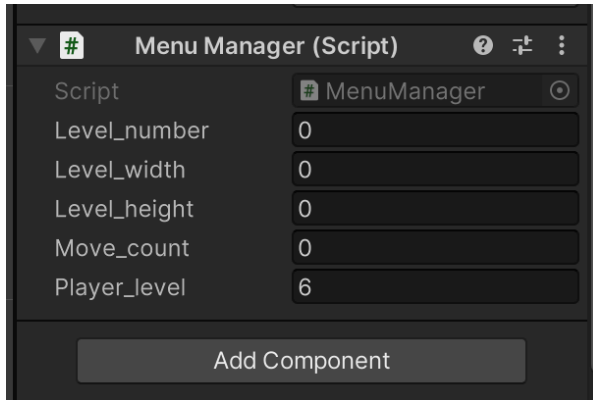 # Menu Manager (Script) ?
Script # MenuManager
Level_number 0
Level_width 0
Level_height 0
Move_count 0
Player_level 6
Add Component